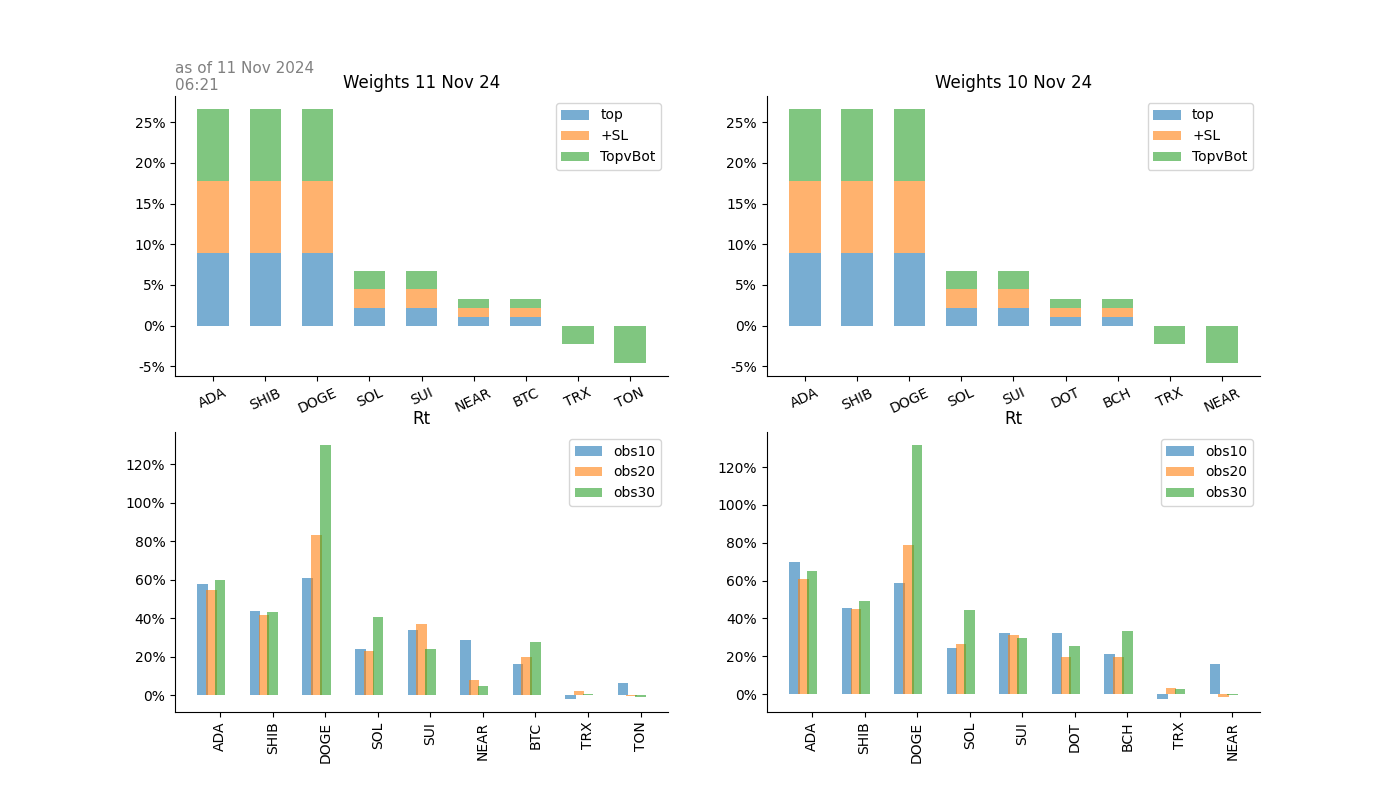 as of 11 Nov 2024
06:21
Weights 11 Nov 24
25%
20%
15%
10%
5%
0%
-5%
top
+SL
TopvBot
ADA SHIB DOGE SOL SUI NEAR BTC TRX TON
Weights 10 Nov 24
25%
20%
15%
10%
5%
0%
-5%
top
+SL
TopvBot
ADA SHIB DOGE SOL SUI DOT BCH TRX NEAR
Rt
120%
100%
80%
60%
40%
20%
0%
obs10
obs20
obs30
ADA SHIB DOGE SOL SUI NEAR BTC TRX TON
Rt
120%
100%
80%
60%
40%
20%
0%
obs10
obs20
obs30
ADA SHIB DOGE SOL SUI DOT BCH TRX NEAR